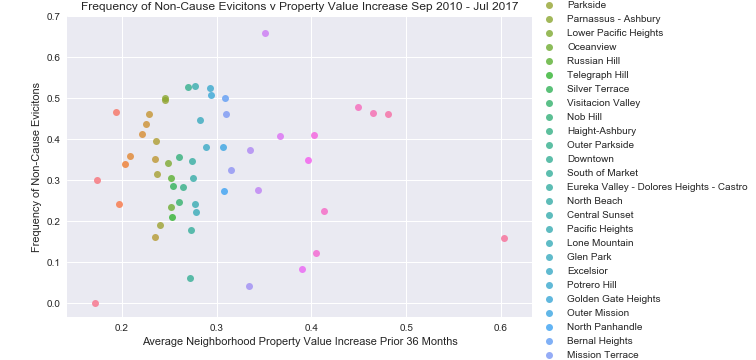 Frequency of Non-Cause Evicitons v Property Value Increase Sep 2010 - Jul 2017
0.7
0.6
0.5
0.4
0.3
0.2
0.1
0.0
Frequency of Non-Cause Evicitons
0.2 0.3 0.4 0.5 0.6
Average Neighborhood Property Value Increase Prior 36 Months
Parkside
Parnassus - Ashbury
Lower Pacific Heights
Oceanview
Russian Hill
Telegraph Hill
Silver Terrace
Visitacion Valley
Nob Hill
Haight-Ashbury
Outer Parkside
Downtown
South of Market
Eureka Valley - Dolores Heights - Castro
North Beach
Central Sunset
Pacific Heights
Lone Mountain
Glen Park
Excelsior
Potrero Hill
Golden Gate Heights
Outer Mission
North Panhandle
Bernal Heights
Mission Terrace